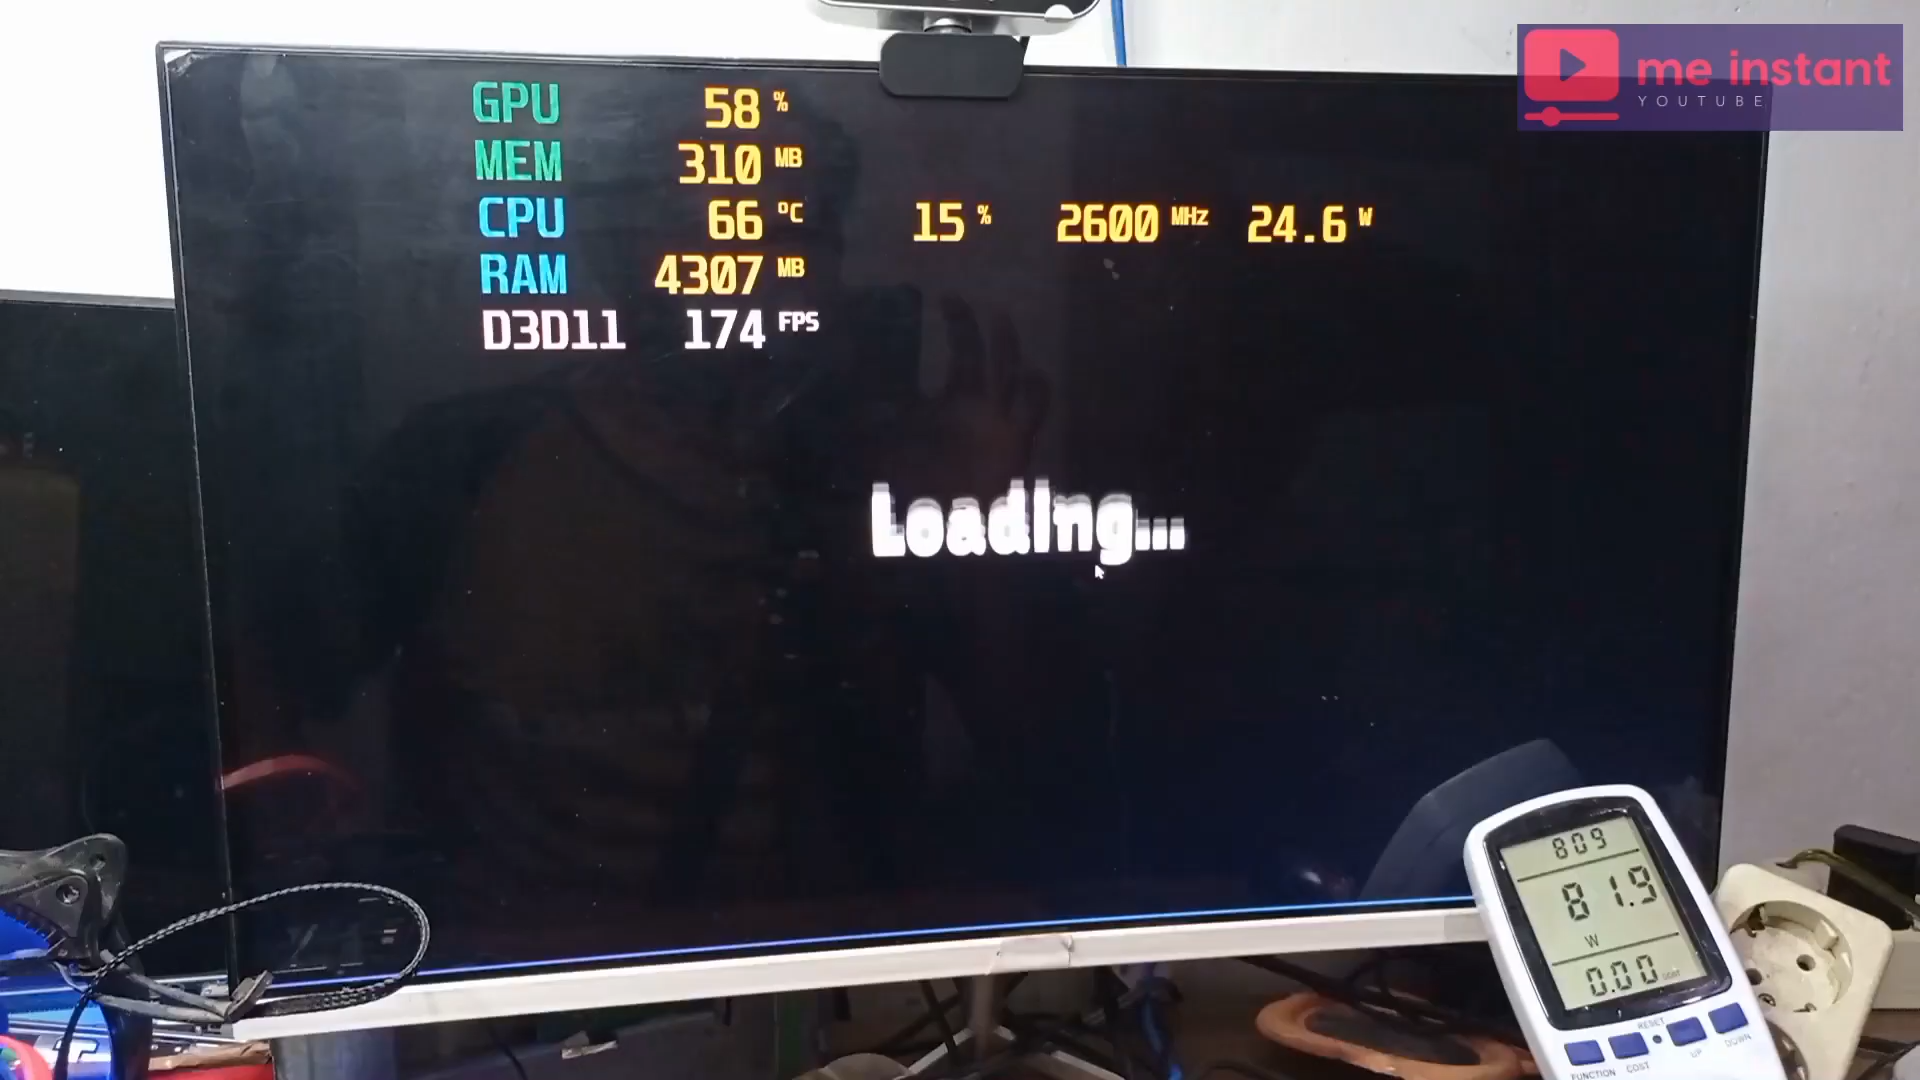 me instant
YOUTUBE
GPU 58 %
MEM 310 MB
CPU 66 °C 15 % 2600 MHz 24.6 W
RAM 4307 MB
D3D11 174 FPS
Loading...
809
81.9
W
0.00
RESET
UP
DOWN
FUNCTION
COST